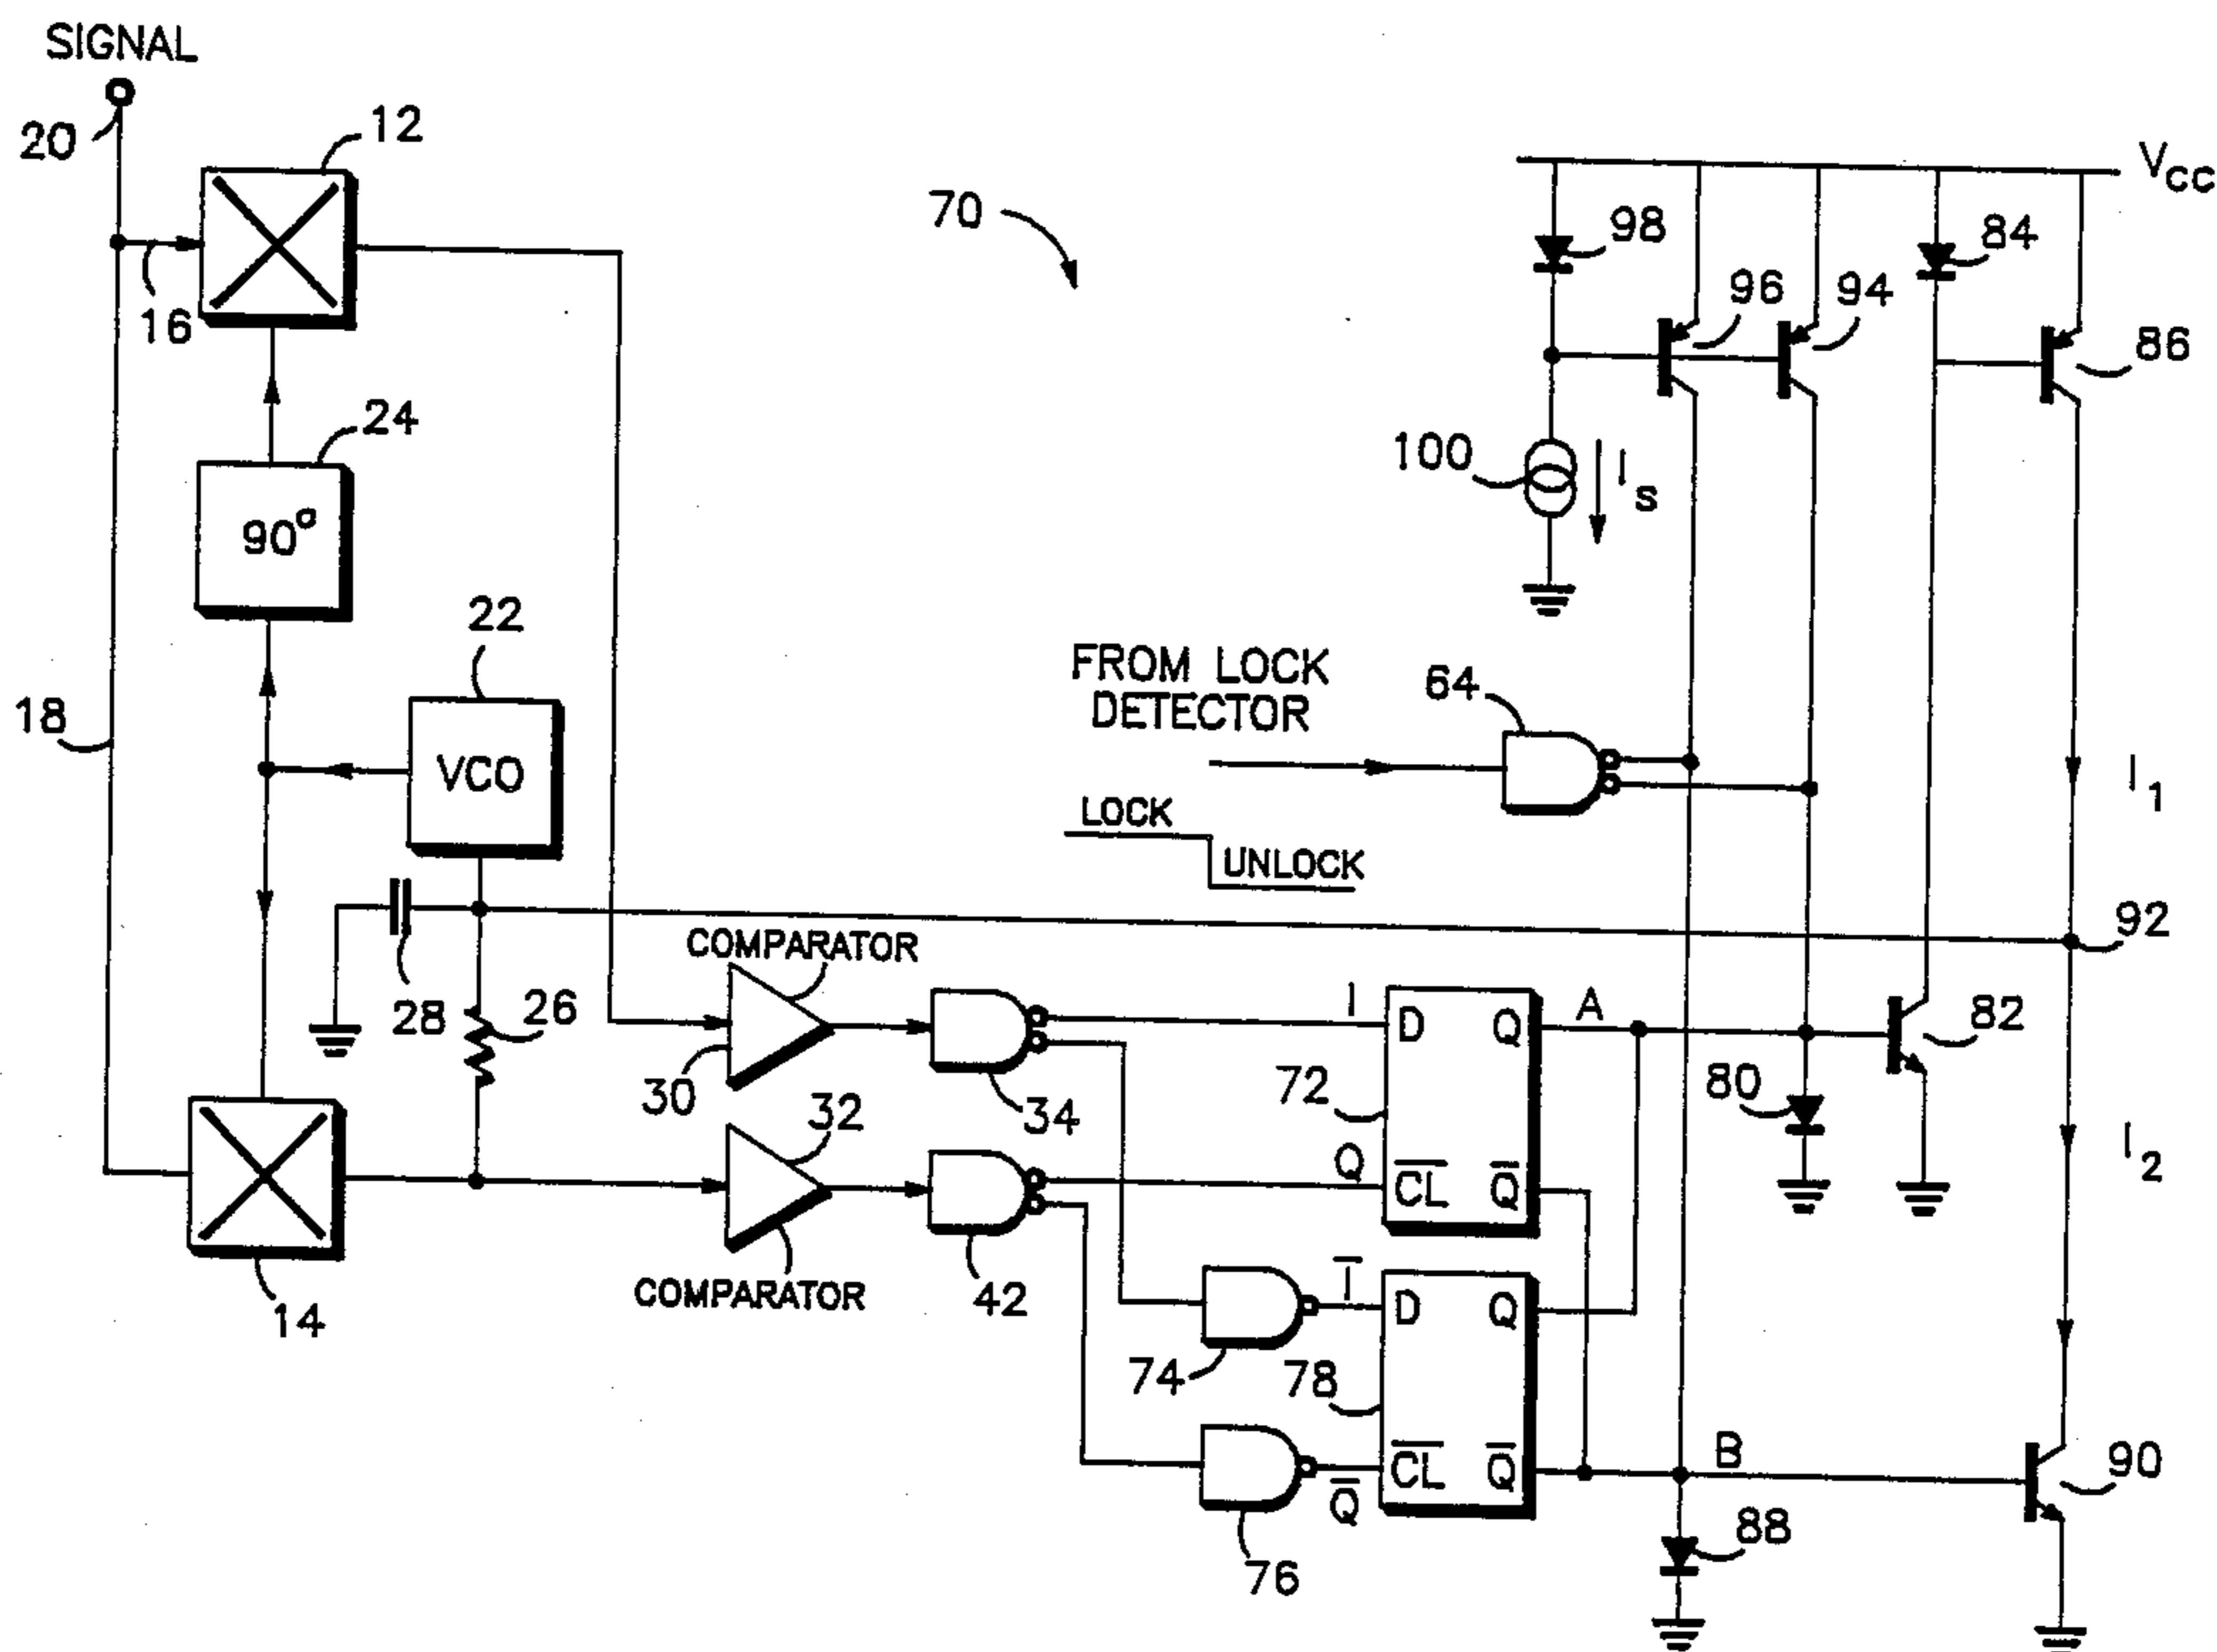 SIGNAL
20
12
16
70
VCC
98
84
96
94
86
24
90°
100
IS
22
18
VCO
FROM LOCK
DETECTOR
64
LOCK
UNLOCK
I1
92
COMPARATOR
28
26
30
34
I
D
Q
A
72
82
80
32
Q
CL
Q
I2
COMPARATOR
14
42
I
D
Q
74
78
CL
Q
B
90
76
Q
88